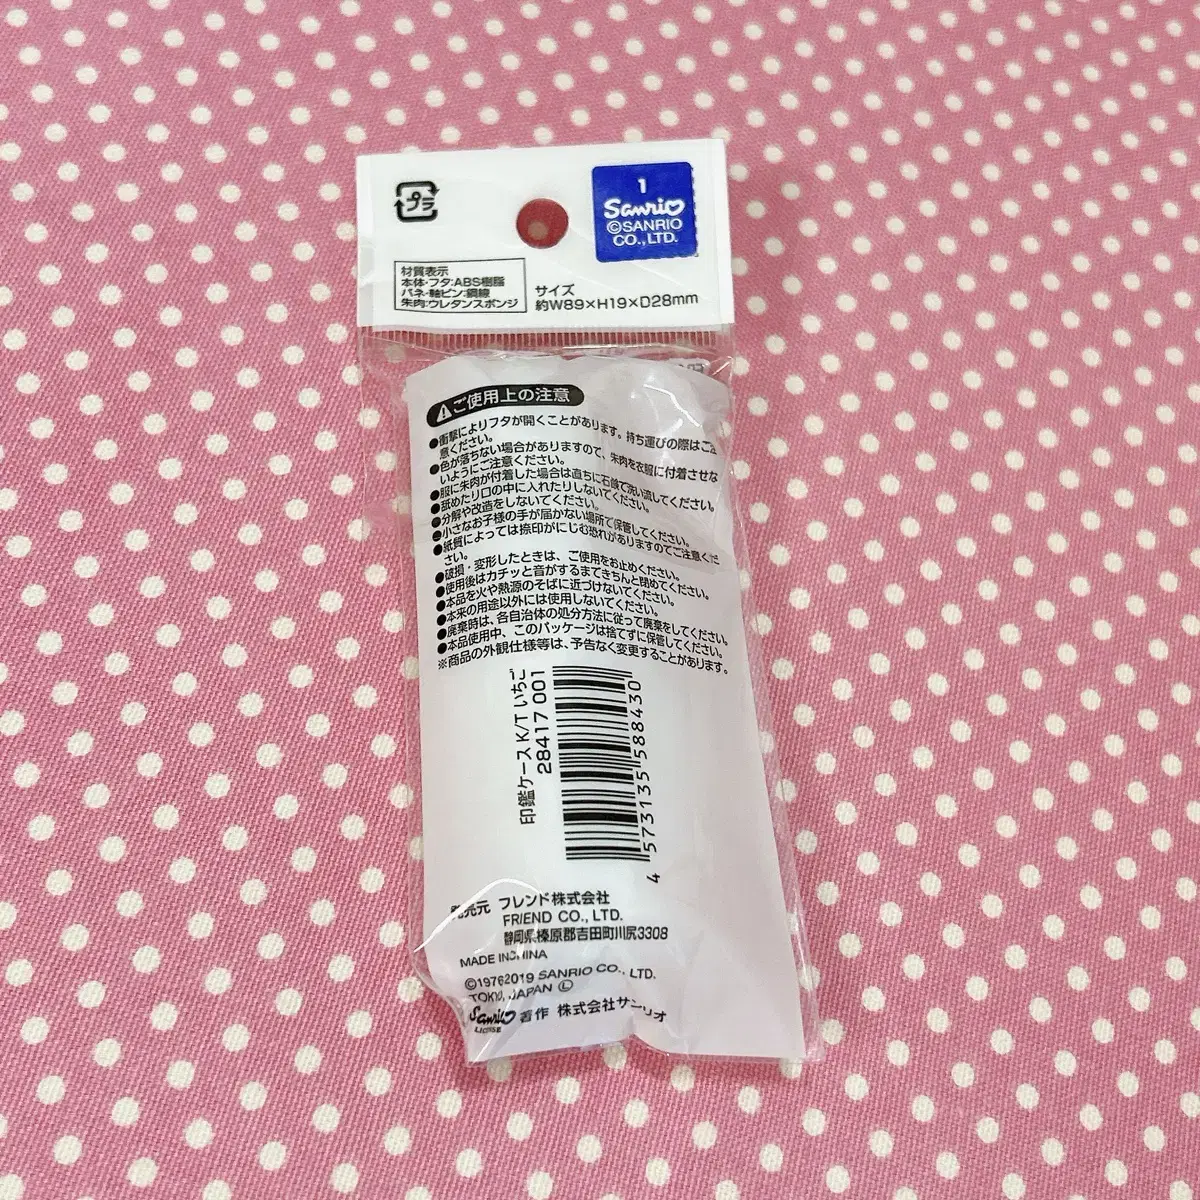 プラ
1
Sanrio
©SANRIO
CO.,LTD.
材質表示
本体・フタ:ABS樹脂
バネ・軸ピン:鋼線
朱肉:ウレタンスポンジ
サイズ
約W89×H19×D28mm
ご使用上の注意
●衝撃によりフタが開くことがあります。持ち運びの際はご注
意ください。
●色が落ちない場合がありますので、朱肉を衣服に付着させな
いようにご注意ください。
●服に朱肉が付着した場合は直ちに石鹸で洗い流してください。
●舐めたり口の中に入れたりしないでください。
●分解や改造をしないでください。
●小さなお子様の手が届かない場所で保管してください。
●紙質によっては捺印がにじむ恐れがありますのでご注意くだ
さい。
●破損・変形したときは、ご使用をお止めください。
●使用後はカチッと音がするまできちんと閉めてください。
●本品を火や熱源のそばに近づけないでください。
●本来の用途以外には使用しないでください。
●廃棄時は、各自治体の処分方法に従って廃棄をしてください。
●本品使用中、このパッケージは捨てずに保管してください。
※商品の外観仕様等は、予告なく変更することがあります。
印鑑ケース K/T いちご
28417 001
4 573135 588430
発売元 フレンド株式会社
FRIEND CO., LTD.
静岡県榛原郡吉田町川尻3308
MADE IN CHINA
©1976 2019 SANRIO CO., LTD.
TOKYO, JAPAN Ⓛ
Sanrio LICENSE 著作 株式会社サンリオ